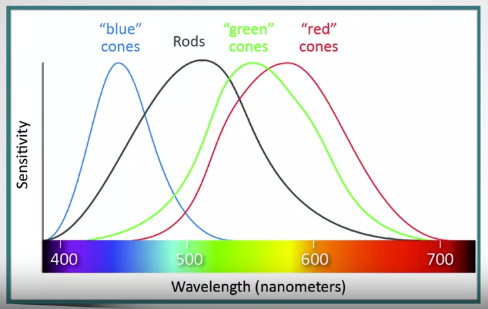 "blue"
cones
Rods
"green"
cones
"red"
cones
Sensitivity
400 500 600 700
Wavelength (nanometers)